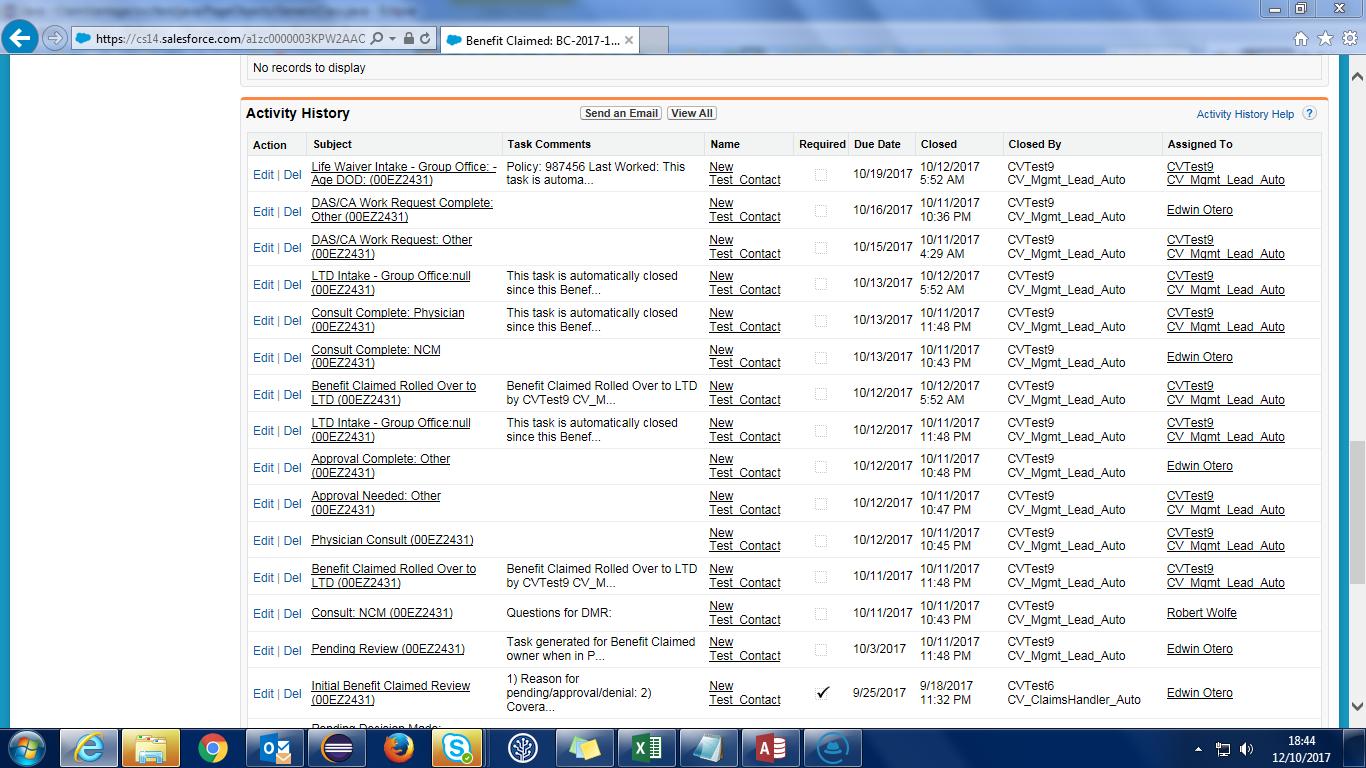 https://cs14.salesforce.com/a1zc0000003KPW2AAC
Benefit Claimed: BC-2017-1...
No records to display
Activity History
Send an Email
View All
Activity History Help ?
Action Subject Task Comments Name Required Due Date Closed Closed By Assigned To
Life Waiver Intake - Group Office: - Policy: 987456 Last Worked: This New 10/12/2017 CVTest9 CVTest9
Edit | Del 10/19/2017
Age DOD: (00EZ2431) task is automa... Test_Contact 5:52 AM CV_Mgmt_Lead_Auto CV_Mgmt_Lead_Auto
DAS/CA Work Request Complete: New 10/11/2017 CVTest9
Edit | Del 10/16/2017 Edwin Otero
Other (00EZ2431) Test_Contact 10:36 PM CV_Mgmt_Lead_Auto
DAS/CA Work Request: Other New 10/11/2017 CVTest9 CVTest9
Edit | Del 10/15/2017
(00EZ2431) Test_Contact 4:29 AM CV_Mgmt_Lead_Auto CV_Mgmt_Lead_Auto
LTD Intake - Group Office:null This task is automatically closed New 10/12/2017 CVTest9 CVTest9
Edit | Del 10/13/2017
(00EZ2431) since this Benef... Test_Contact 5:52 AM CV_Mgmt_Lead_Auto CV_Mgmt_Lead_Auto
Consult Complete: Physician This task is automatically closed New 10/11/2017 CVTest9 CVTest9
Edit | Del 10/13/2017
(00EZ2431) since this Benef... Test_Contact 11:48 PM CV_Mgmt_Lead_Auto CV_Mgmt_Lead_Auto
Consult Complete: NCM New 10/11/2017 CVTest9
Edit | Del 10/13/2017 Edwin Otero
(00EZ2431) Test_Contact 10:43 PM CV_Mgmt_Lead_Auto
Benefit Claimed Rolled Over to Benefit Claimed Rolled Over to LTD New 10/12/2017 CVTest9 CVTest9
Edit | Del 10/12/2017
LTD (00EZ2431) by CVTest9 CV_M... Test_Contact 5:52 AM CV_Mgmt_Lead_Auto CV_Mgmt_Lead_Auto
LTD Intake - Group Office:null This task is automatically closed New 10/11/2017 CVTest9 CVTest9
Edit | Del 10/12/2017
(00EZ2431) since this Benef... Test_Contact 11:48 PM CV_Mgmt_Lead_Auto CV_Mgmt_Lead_Auto
Approval Complete: Other New 10/11/2017 CVTest9
Edit | Del 10/12/2017 Edwin Otero
(00EZ2431) Test_Contact 10:48 PM CV_Mgmt_Lead_Auto
Approval Needed: Other New 10/11/2017 CVTest9 CVTest9
Edit | Del 10/12/2017
(00EZ2431) Test_Contact 10:47 PM CV_Mgmt_Lead_Auto CV_Mgmt_Lead_Auto
New 10/11/2017 CVTest9 CVTest9
Edit | Del Physician Consult (00EZ2431) 10/12/2017
Test_Contact 10:45 PM CV_Mgmt_Lead_Auto CV_Mgmt_Lead_Auto
Benefit Claimed Rolled Over to Benefit Claimed Rolled Over to LTD New 10/11/2017 CVTest9 CVTest9
Edit | Del 10/11/2017
LTD (00EZ2431) by CVTest9 CV_M... Test_Contact 11:48 PM CV_Mgmt_Lead_Auto CV_Mgmt_Lead_Auto
New 10/11/2017 CVTest9
Edit | Del Consult: NCM (00EZ2431) Questions for DMR: 10/11/2017 Robert Wolfe
Test_Contact 10:43 PM CV_Mgmt_Lead_Auto
Task generated for Benefit Claimed New 10/11/2017 CVTest9
Edit | Del Pending Review (00EZ2431) 10/3/2017 Edwin Otero
owner when in P... Test_Contact 11:48 PM CV_Mgmt_Lead_Auto
Initial Benefit Claimed Review 1) Reason for New 9/18/2017 CVTest6
Edit | Del pending/approval/denial: 2) 9/25/2017 Edwin Otero
(00EZ2431) Covera... Test_Contact 11:32 PM CV_ClaimsHandler_Auto
Pending Decision Made:
18:44
12/10/2017